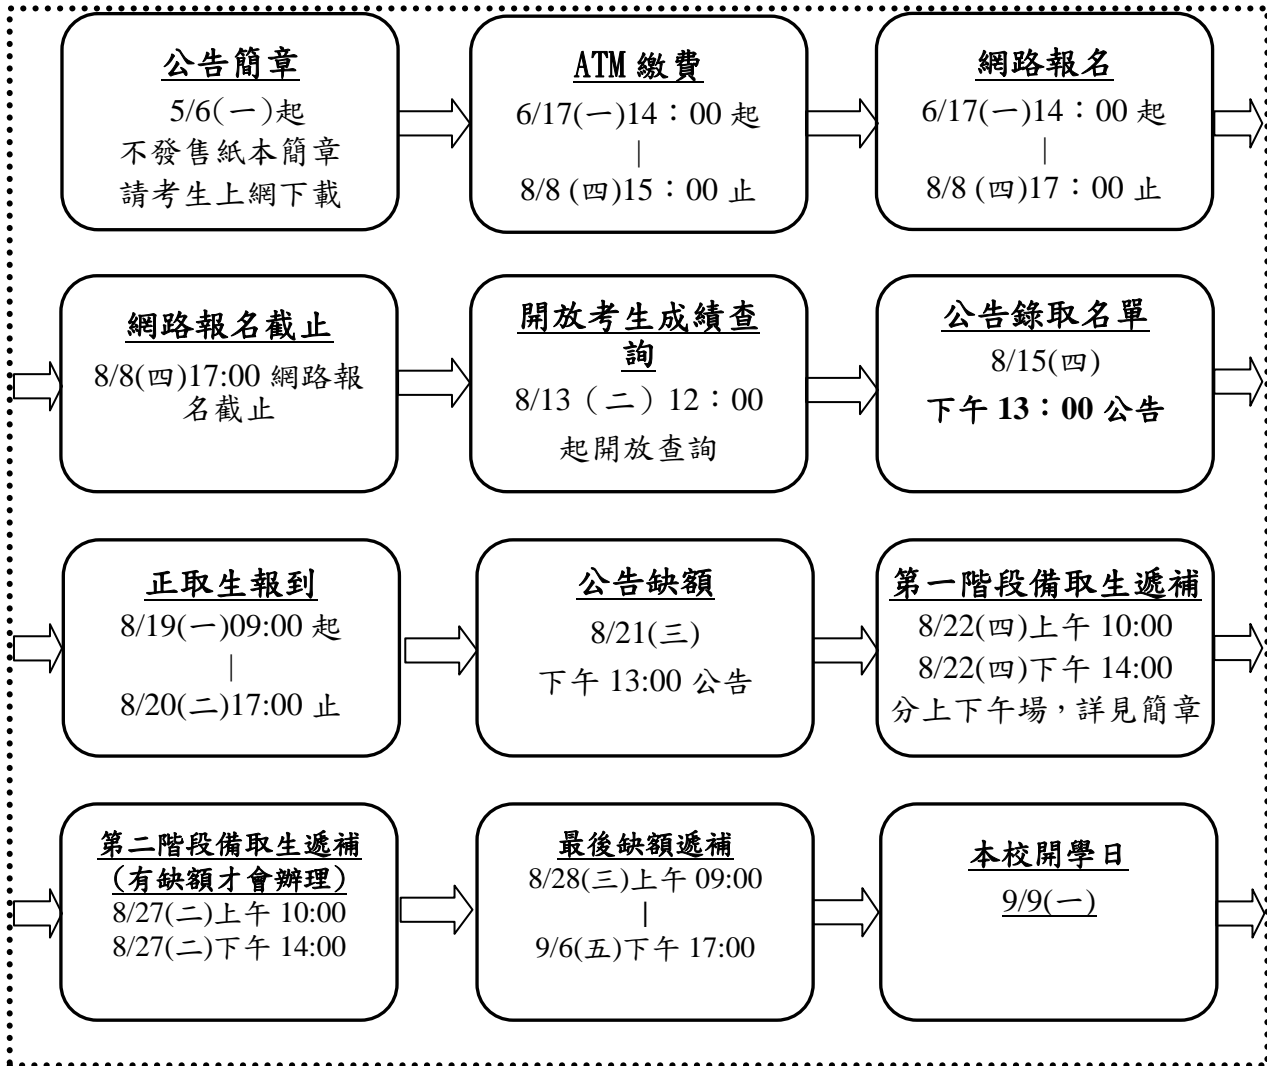 公告簡章
5/6(一)起
不發售紙本簡章
請考生上網下載
ATM 繳費
6/17(一)14：00 起
|
8/8 (四)15：00 止
網路報名
6/17(一)14：00 起
|
8/8 (四)17：00 止
網路報名截止
8/8(四)17:00 網路報
名截止
開放考生成績查
詢
8/13（二）12：00
起開放查詢
公告錄取名單
8/15(四)
下午 13：00 公告
正取生報到
8/19(一)09:00 起
|
8/20(二)17:00 止
公告缺額
8/21(三)
下午 13:00 公告
第一階段備取生遞補
8/22(四)上午 10:00
8/22(四)下午 14:00
分上下午場，詳見簡章
第二階段備取生遞補
(有缺額才會辦理)
8/27(二)上午 10:00
8/27(二)下午 14:00
最後缺額遞補
8/28(三)上午 09:00
|
9/6(五)下午 17:00
本校開學日
9/9(一)